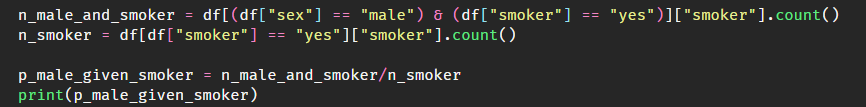 n_male_and_smoker = df[(df["sex"] == "male") & (df["smoker"] == "yes")]["smoker"].count()
n_smoker = df[df["smoker"] == "yes"]["smoker"].count()
p_male_given_smoker = n_male_and_smoker/n_smoker
print(p_male_given_smoker)